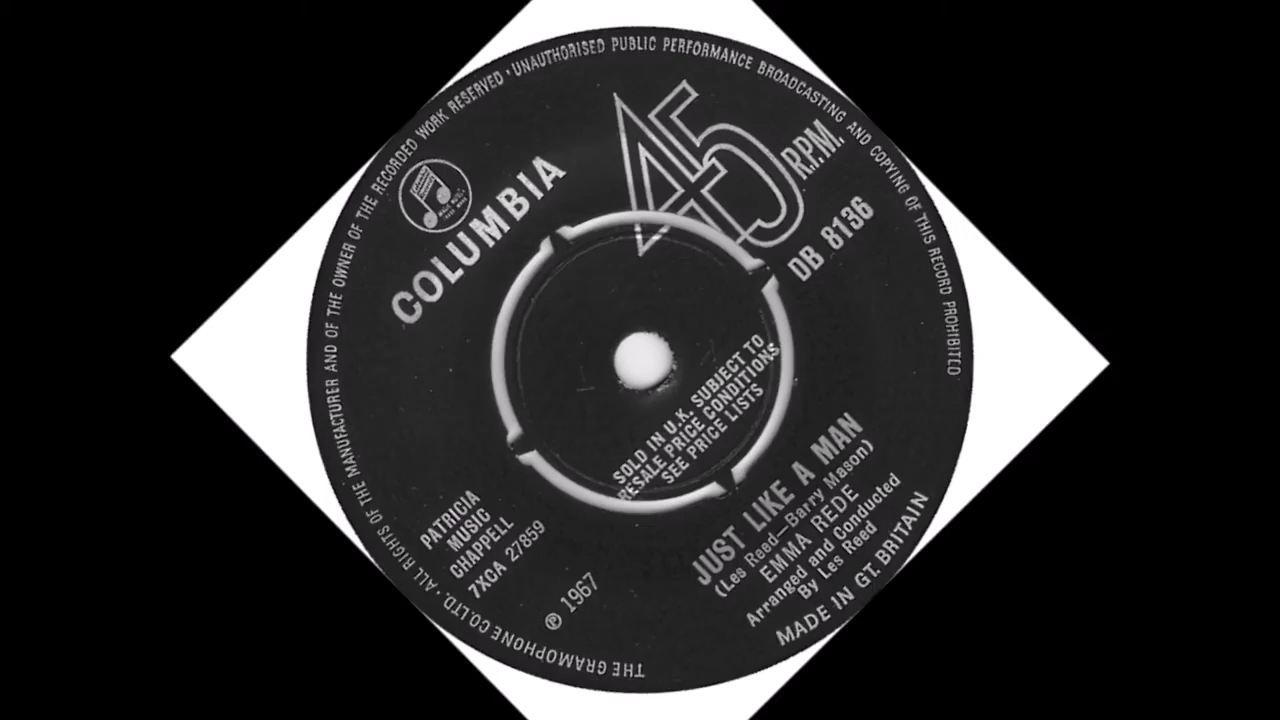 THE GRAMOPHONE CO. LTD. · ALL RIGHTS OF THE MANUFACTURER AND OF THE OWNER OF THE RECORDED WORK RESERVED · UNAUTHORISED PUBLIC PERFORMANCE BROADCASTING AND COPYING OF THIS RECORD PROHIBITED
COLUMBIA
45
R.P.M.
DB 8136
SOLD IN U.K. SUBJECT TO
RESALE PRICE CONDITIONS
SEE PRICE LISTS
PATRICIA
MUSIC
CHAPPELL
7XCA 27859
℗ 1967
JUST LIKE A MAN
(Les Reed—Barry Mason)
EMMA REDE
Arranged and Conducted
By Les Reed
MADE IN GT. BRITAIN